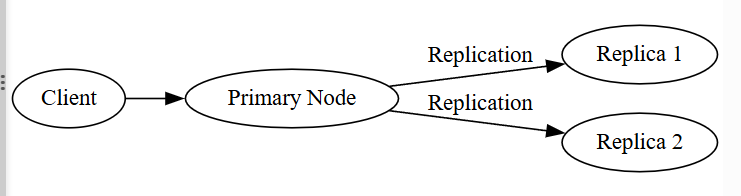 Client
Primary Node
Replication
Replication
Replica 1
Replica 2